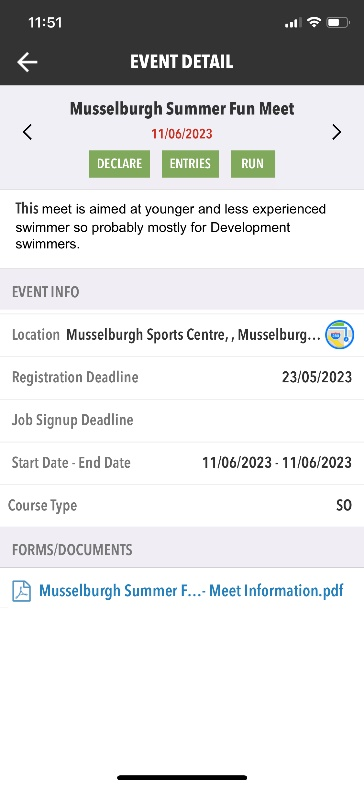 11:51
EVENT DETAIL
Musselburgh Summer Fun Meet
11/06/2023
DECLARE ENTRIES RUN
This meet is aimed at younger and less experienced
swimmer so probably mostly for Development
swimmers.
EVENT INFO
Location Musselburgh Sports Centre, , Musselburg...
Registration Deadline 23/05/2023
Job Signup Deadline
Start Date - End Date 11/06/2023 - 11/06/2023
Course Type SO
FORMS/DOCUMENTS
Musselburgh Summer F...- Meet Information.pdf